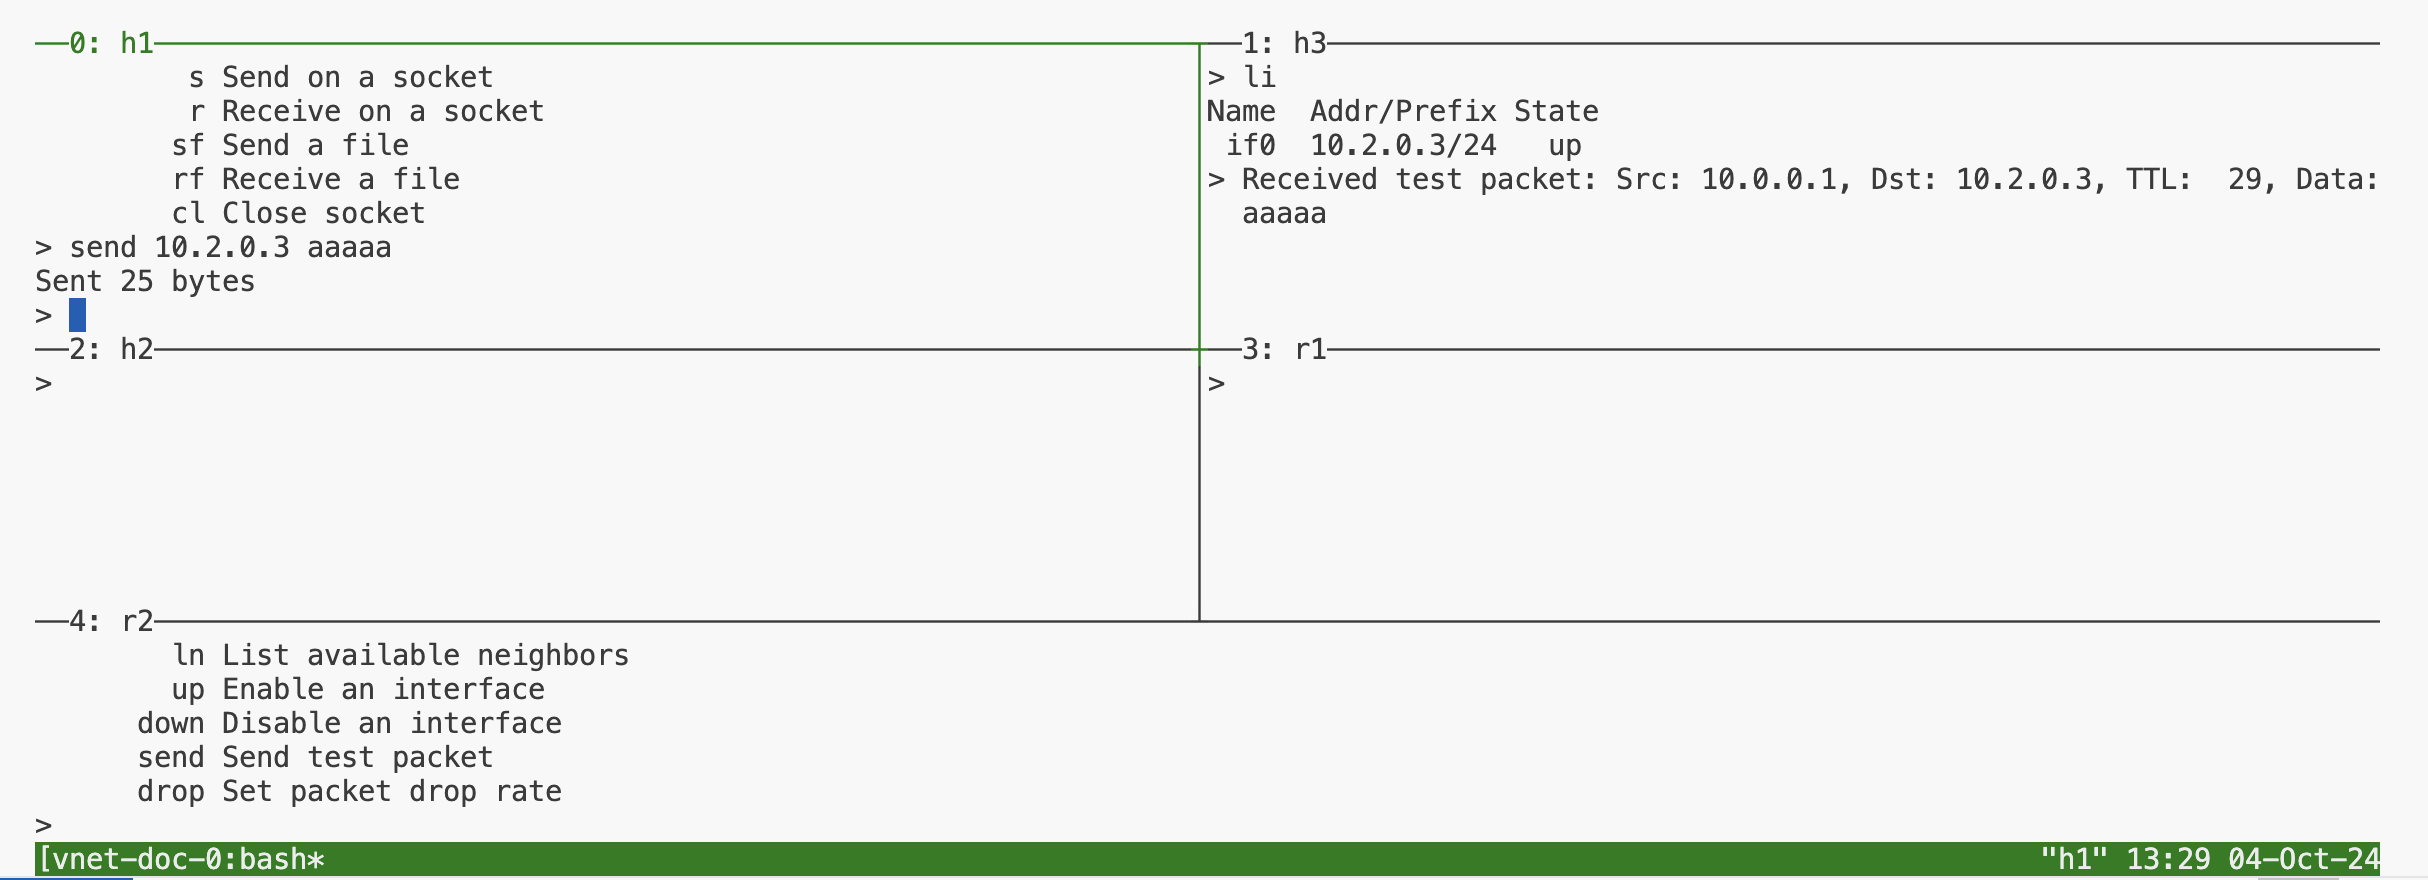 0: h1
s Send on a socket
r Receive on a socket
sf Send a file
rf Receive a file
cl Close socket
> send 10.2.0.3 aaaaa
Sent 25 bytes
>
1: h3
> li
Name  Addr/Prefix State
if0  10.2.0.3/24   up
> Received test packet: Src: 10.0.0.1, Dst: 10.2.0.3, TTL:  29, Data:
aaaaa
2: h2
>
3: r1
>
4: r2
ln List available neighbors
up Enable an interface
down Disable an interface
send Send test packet
drop Set packet drop rate
>
[vnet-doc-0:bash* "h1" 13:29 04-Oct-24